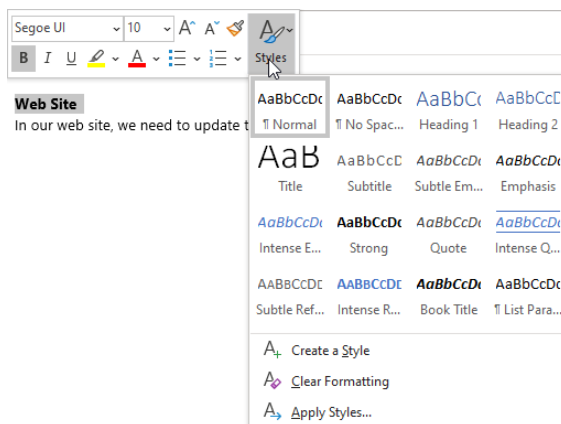 Segoe UI 10 A A A
B I U A Styles
Web Site
In our web site, we need to update t
AaBbCcDc AaBbCcDc AaBbCc AaBbCcD
¶ Normal ¶ No Spac... Heading 1 Heading 2
AaB AaBbCcD AaBbCcDc AaBbCcDc
Title Subtitle Subtle Em... Emphasis
AaBbCcDc AaBbCcDc AaBbCcDc AaBbCcDc
Intense E... Strong Quote Intense Q...
AABBCCDD AABBCCDD AaBbCcDc AaBbCcDc
Subtle Ref... Intense R... Book Title ¶ List Para...
Create a Style
Clear Formatting
Apply Styles...